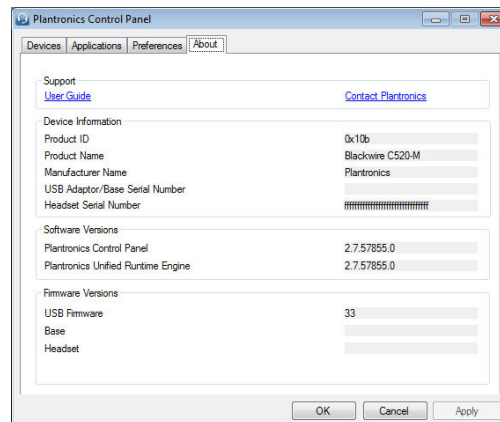 Plantronics Control Panel
Devices Applications Preferences About
Support
User Guide Contact Plantronics
Device Information
Product ID 0x10b
Product Name Blackwire C520-M
Manufacturer Name Plantronics
USB Adaptor/Base Serial Number
Headset Serial Number
Software Versions
Plantronics Control Panel 2.7.57855.0
Plantronics Unified Runtime Engine 2.7.57855.0
Firmware Versions
USB Firmware 33
Base
Headset
OK Cancel Apply